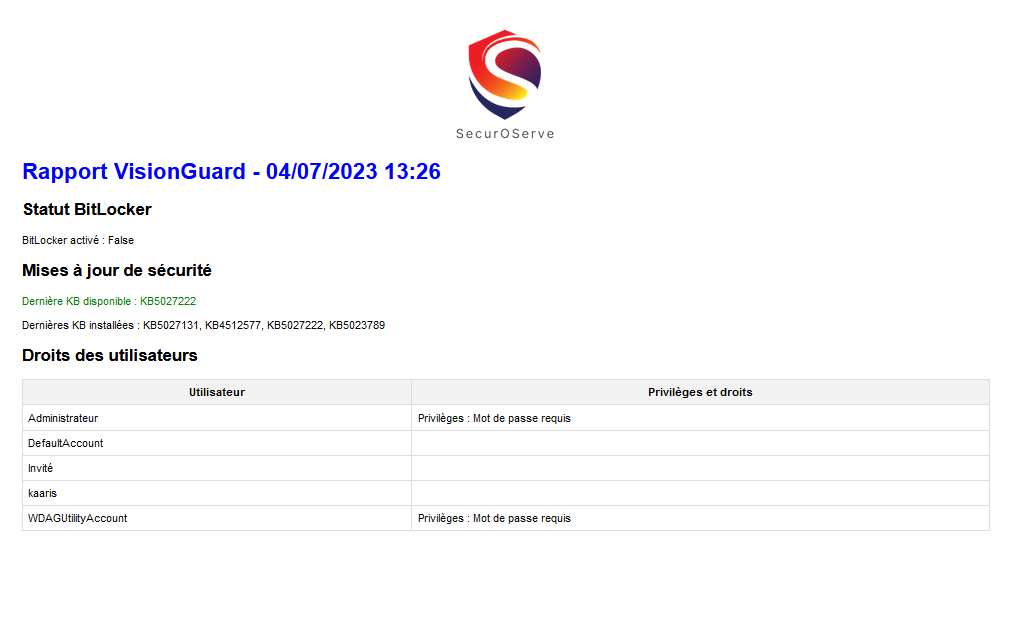 SecurOServe
Rapport VisionGuard - 04/07/2023 13:26
Statut BitLocker
BitLocker activé : False
Mises à jour de sécurité
Dernière KB disponible : KB5027222
Dernières KB installées : KB5027131, KB4512577, KB5027222, KB5023789
Droits des utilisateurs
Utilisateur Privilèges et droits
Administrateur Privilèges : Mot de passe requis
DefaultAccount
Invité
kaaris
WDAGUtilityAccount Privilèges : Mot de passe requis